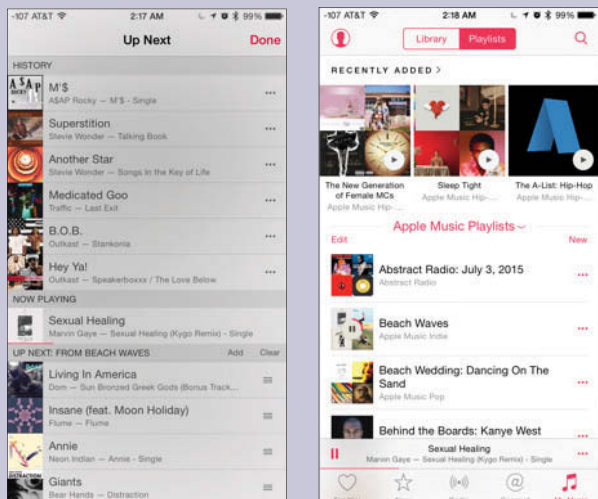 -107 AT&T 2:17 AM 99%
Up Next Done
HISTORY
M'$
A$AP Rocky — M'$ - Single
Superstition
Stevie Wonder — Talking Book
Another Star
Stevie Wonder — Songs In the Key of Life
Medicated Goo
Traffic — Last Exit
B.O.B.
Outkast — Stankonia
Hey Ya!
Outkast — Speakerboxxx / The Love Below
NOW PLAYING
Sexual Healing
Marvin Gaye — Sexual Healing (Kygo Remix) - Single
UP NEXT: FROM BEACH WAVES Add Clear
Living In America
Dom — Sun Bronzed Greek Gods (Bonus Track...
Insane (feat. Moon Holiday)
Flume — Flume
Annie
Neon Indian — Annie - Single
Giants
Bear Hands — Distraction
A$AP
ROCKY
DISTRACTION
-107 AT&T 2:18 AM 99%
Library Playlists
RECENTLY ADDED >
The New Generation
of Female MCs
Apple Music Hip-...
Sleep Tight
Apple Music Hip-...
The A-List: Hip-Hop
Apple Music Hip-...
Apple Music Playlists
Edit New
Abstract Radio: July 3, 2015
Abstract Radio
Beach Waves
Apple Music Indie
Beach Wedding: Dancing On The
Sand
Apple Music Pop
Behind the Boards: Kanye West
Sexual Healing
Marvin Gaye — Sexual Healing (Kygo Remix) - Single